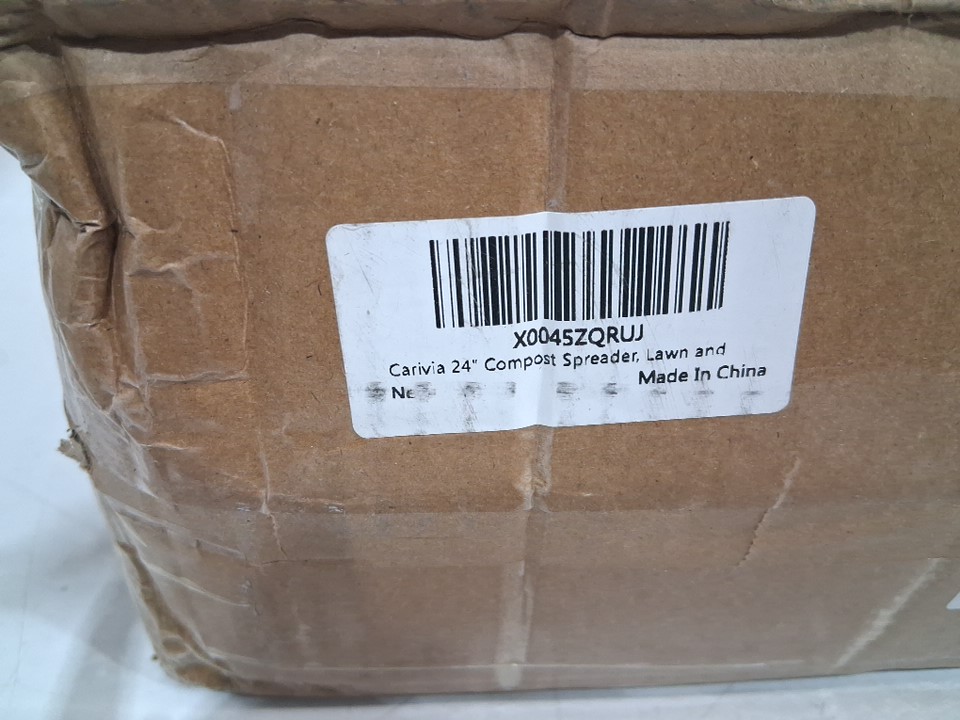 X0045ZQRUJ
Carivia 24" Compost Spreader, Lawn and
Made In China